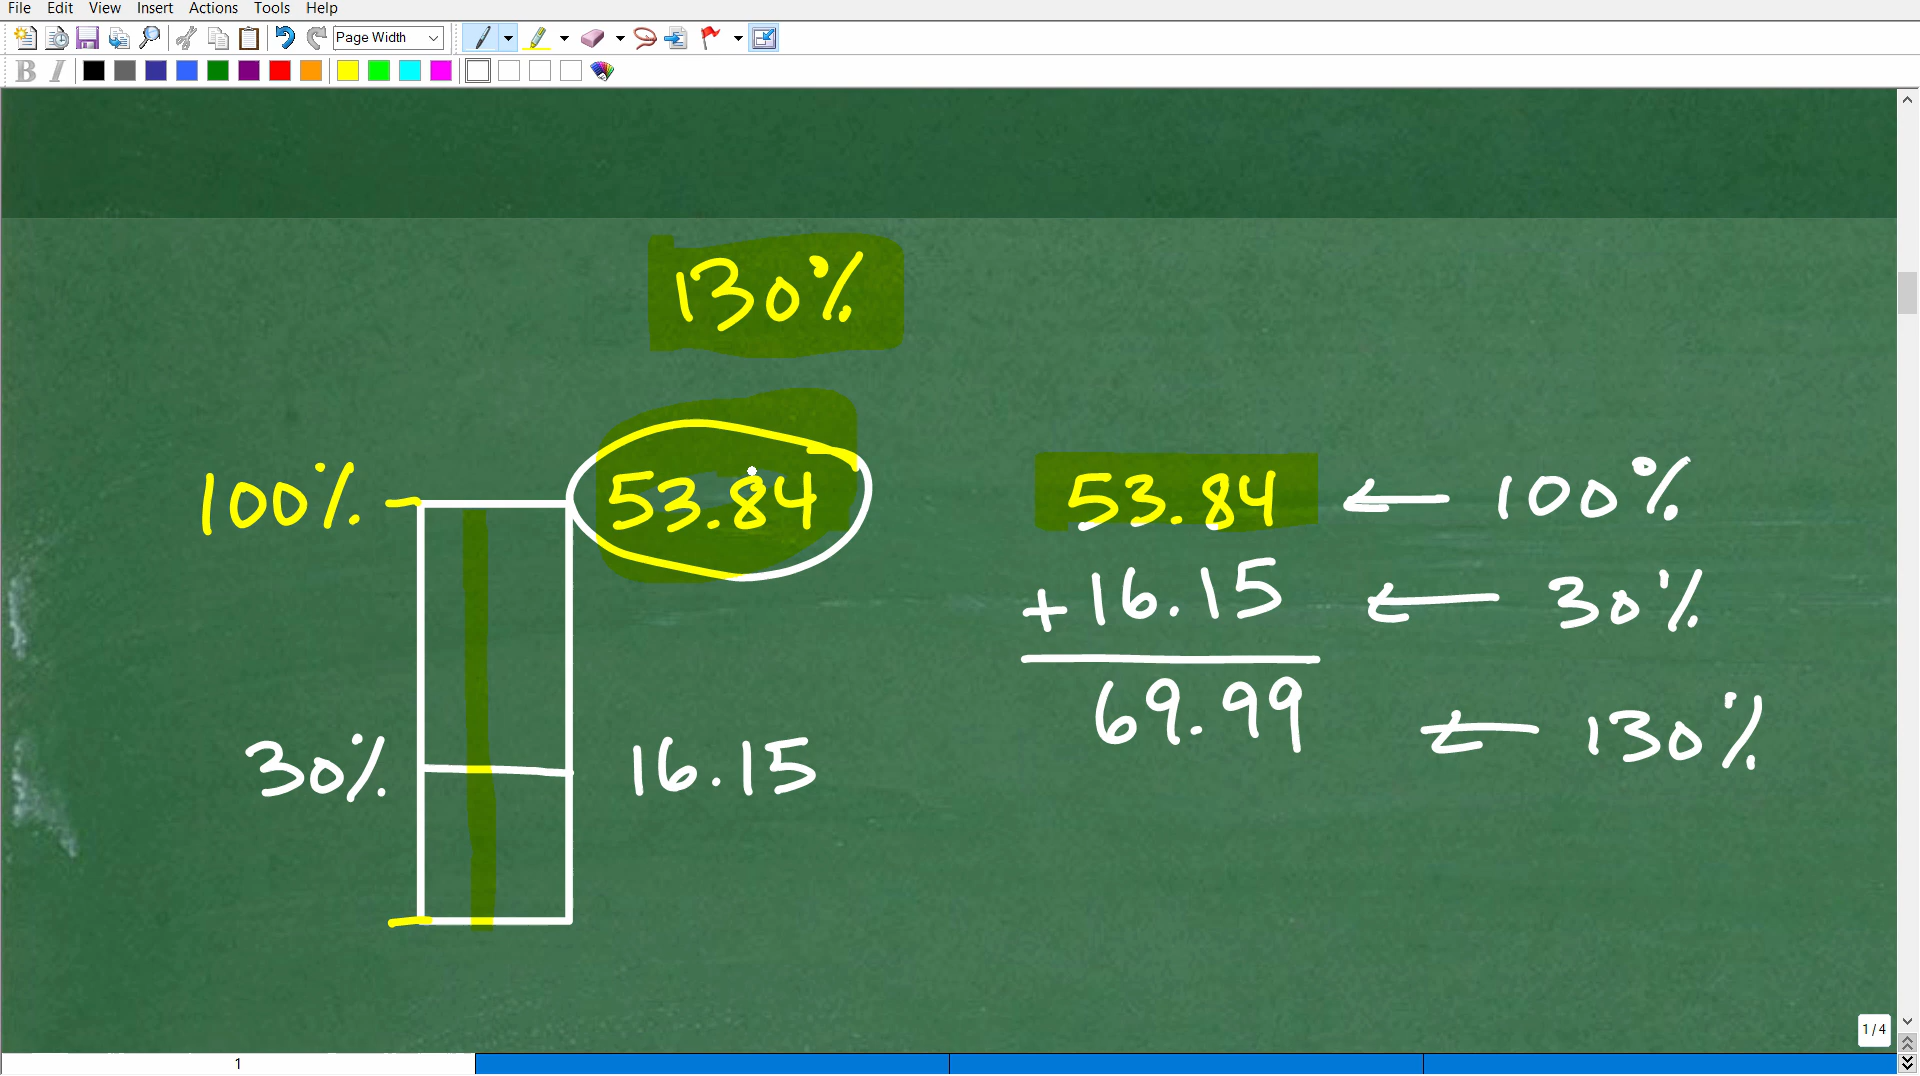 File Edit View Insert Actions Tools Help
Page Width
B I
130%
100% 53.84
30% 16.15
53.84 ← 100%
+16.15 ← 30%
69.99 ← 130%
1 / 4
1